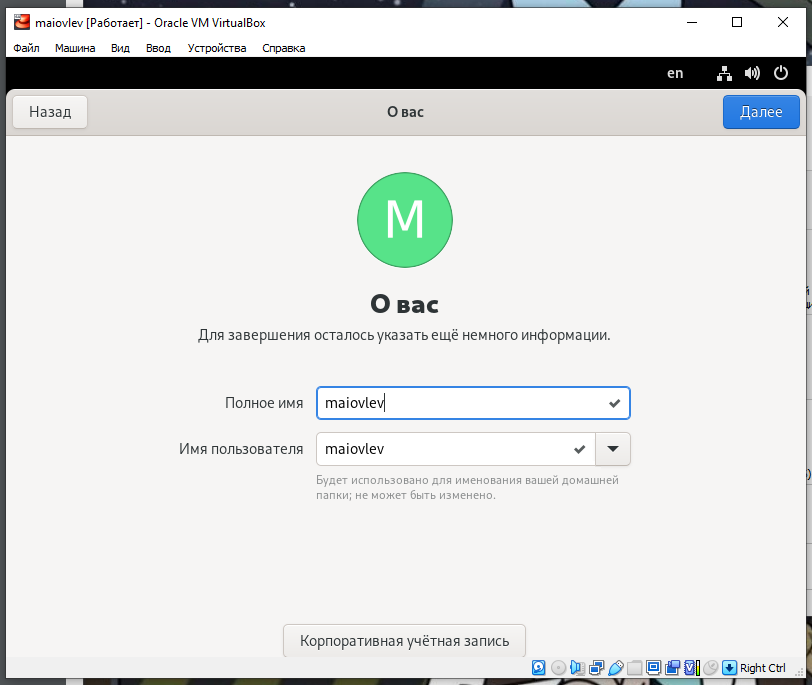 maiovlev [Работает] - Oracle VM VirtualBox
Файл Машина Вид Ввод Устройства Справка
en
Назад О вас Далее
M
О вас
Для завершения осталось указать ещё немного информации.
Полное имя maiovlev
Имя пользователя maiovlev
Будет использовано для именования вашей домашней
папки; не может быть изменено.
Корпоративная учётная запись
Right Ctrl